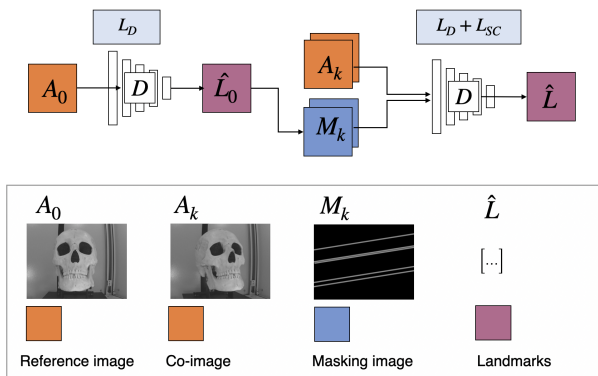 L_D
L_D + L_SC
A_0
D
L̂_0
A_k
M_k
D
L̂
A_0
A_k
M_k
L̂
[...]
Reference image
Co-image
Masking image
Landmarks